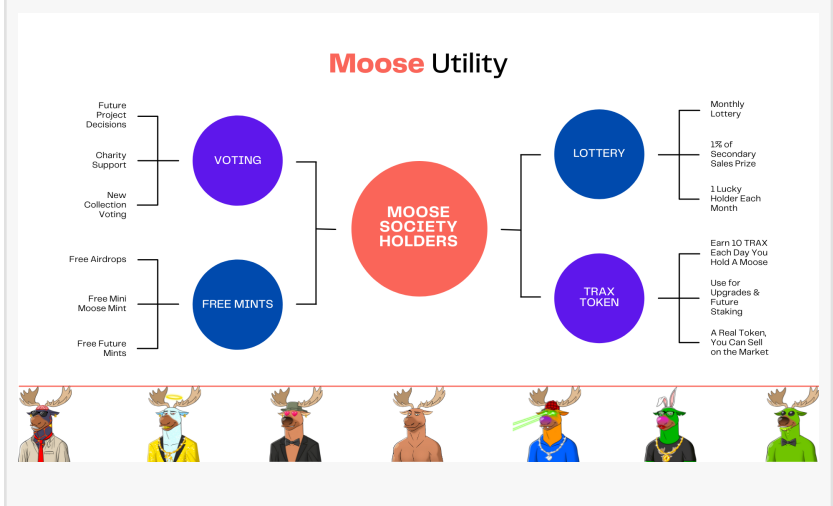 Moose Utility
Future
Project
Decisions
Charity
Support
New
Collection
Voting
VOTING
Free Airdrops
Free Mini
Moose Mint
Free Future
Mints
FREE MINTS
MOOSE
SOCIETY
HOLDERS
LOTTERY
Monthly
Lottery
1% of
Secondary
Sales Prize
1 Lucky
Holder Each
Month
TRAX
TOKEN
Earn 10 TRAX
Each Day You
Hold A Moose
Use for
Upgrades &
Future
Staking
A Real Token,
You Can Sell
on the Market